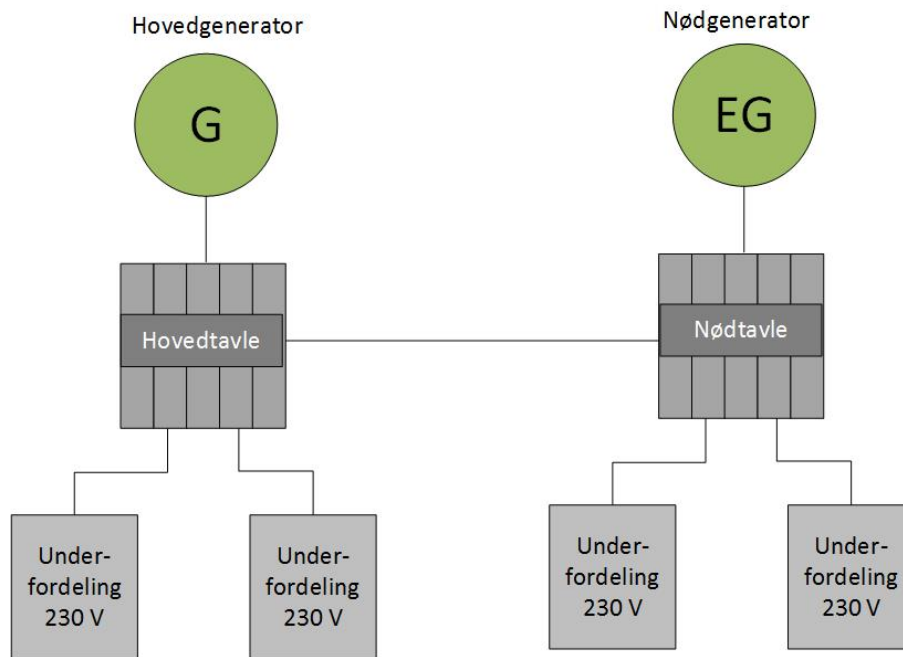 Hovedgenerator
Nødgenerator
G
EG
Hovedtavle
Nødtavle
Under-
fordeling
230 V
Under-
fordeling
230 V
Under-
fordeling
230 V
Under-
fordeling
230 V